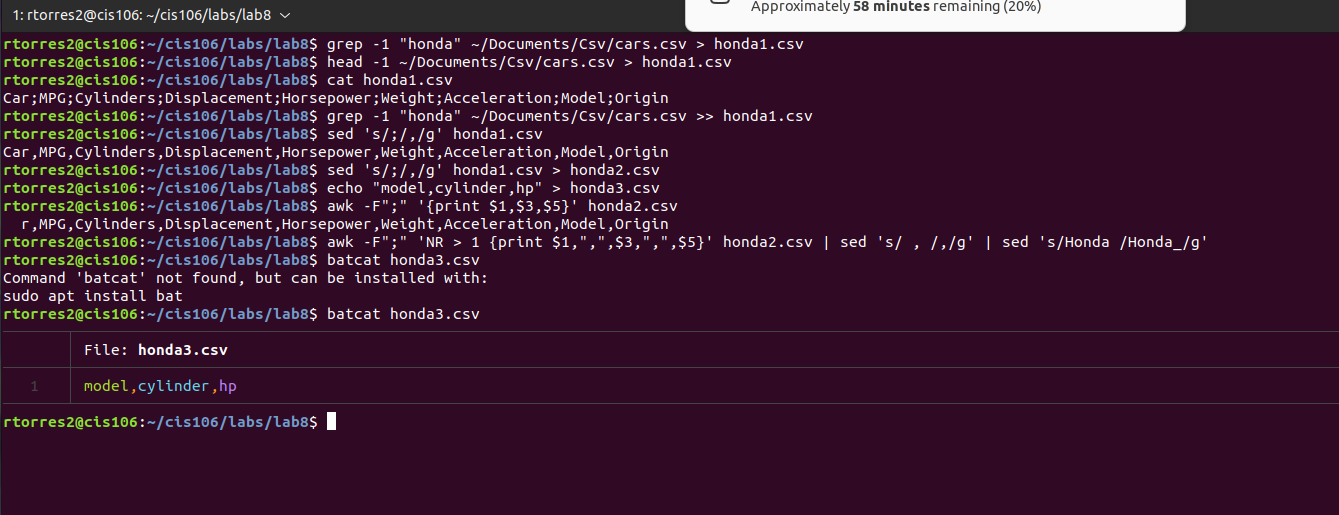 1: rtorres2@cis106: ~/cis106/labs/lab8
Approximately 58 minutes remaining (20%)
rtorres2@cis106:~/cis106/labs/lab8$ grep -1 "honda" ~/Documents/Csv/cars.csv > honda1.csv
rtorres2@cis106:~/cis106/labs/lab8$ head -1 ~/Documents/Csv/cars.csv > honda1.csv
rtorres2@cis106:~/cis106/labs/lab8$ cat honda1.csv
Car;MPG;Cylinders;Displacement;Horsepower;Weight;Acceleration;Model;Origin
rtorres2@cis106:~/cis106/labs/lab8$ grep -1 "honda" ~/Documents/Csv/cars.csv >> honda1.csv
rtorres2@cis106:~/cis106/labs/lab8$ sed 's/;/,/g' honda1.csv
Car,MPG,Cylinders,Displacement,Horsepower,Weight,Acceleration,Model,Origin
rtorres2@cis106:~/cis106/labs/lab8$ sed 's/;/,/g' honda1.csv > honda2.csv
rtorres2@cis106:~/cis106/labs/lab8$ echo "model,cylinder,hp" > honda3.csv
rtorres2@cis106:~/cis106/labs/lab8$ awk -F";" '{print $1,$3,$5}' honda2.csv
  r,MPG,Cylinders,Displacement,Horsepower,Weight,Acceleration,Model,Origin
rtorres2@cis106:~/cis106/labs/lab8$ awk -F";" 'NR > 1 {print $1,",",$3,",",$5}' honda2.csv | sed 's/ , /,/g' | sed 's/Honda /Honda_/g'
rtorres2@cis106:~/cis106/labs/lab8$ batcat honda3.csv
Command 'batcat' not found, but can be installed with:
sudo apt install bat
rtorres2@cis106:~/cis106/labs/lab8$ batcat honda3.csv
File: honda3.csv
1 model,cylinder,hp
rtorres2@cis106:~/cis106/labs/lab8$